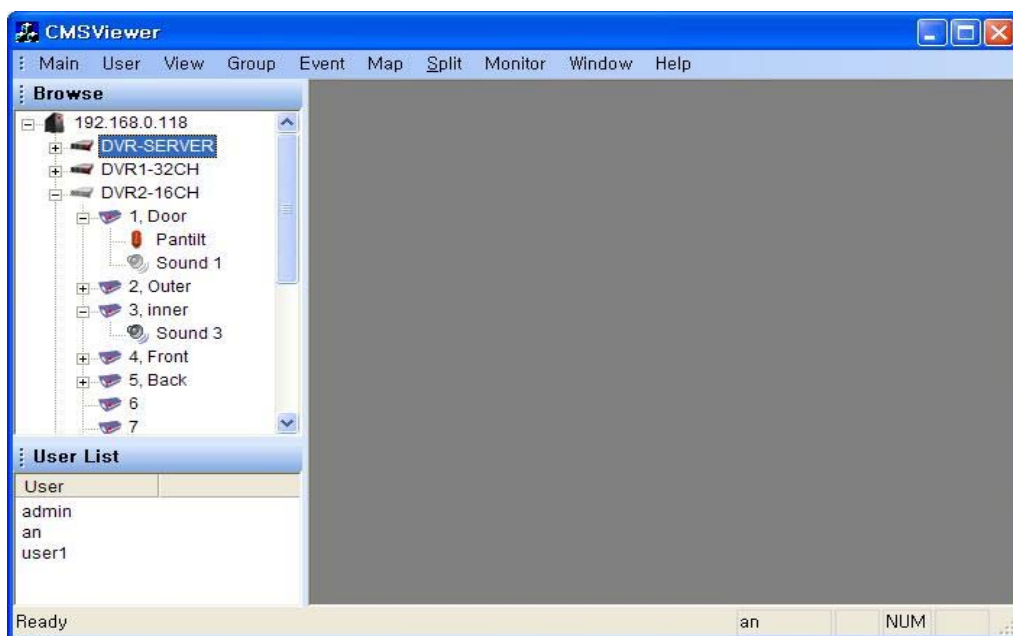 CMSViewer
Main User View Group Event Map Split Monitor Window Help
Browse
192.168.0.118
DVR-SERVER
DVR1-32CH
DVR2-16CH
1, Door
Pantilt
Sound 1
2, Outer
3, inner
Sound 3
4, Front
5, Back
6
7
User List
User
admin
an
user1
Ready an NUM